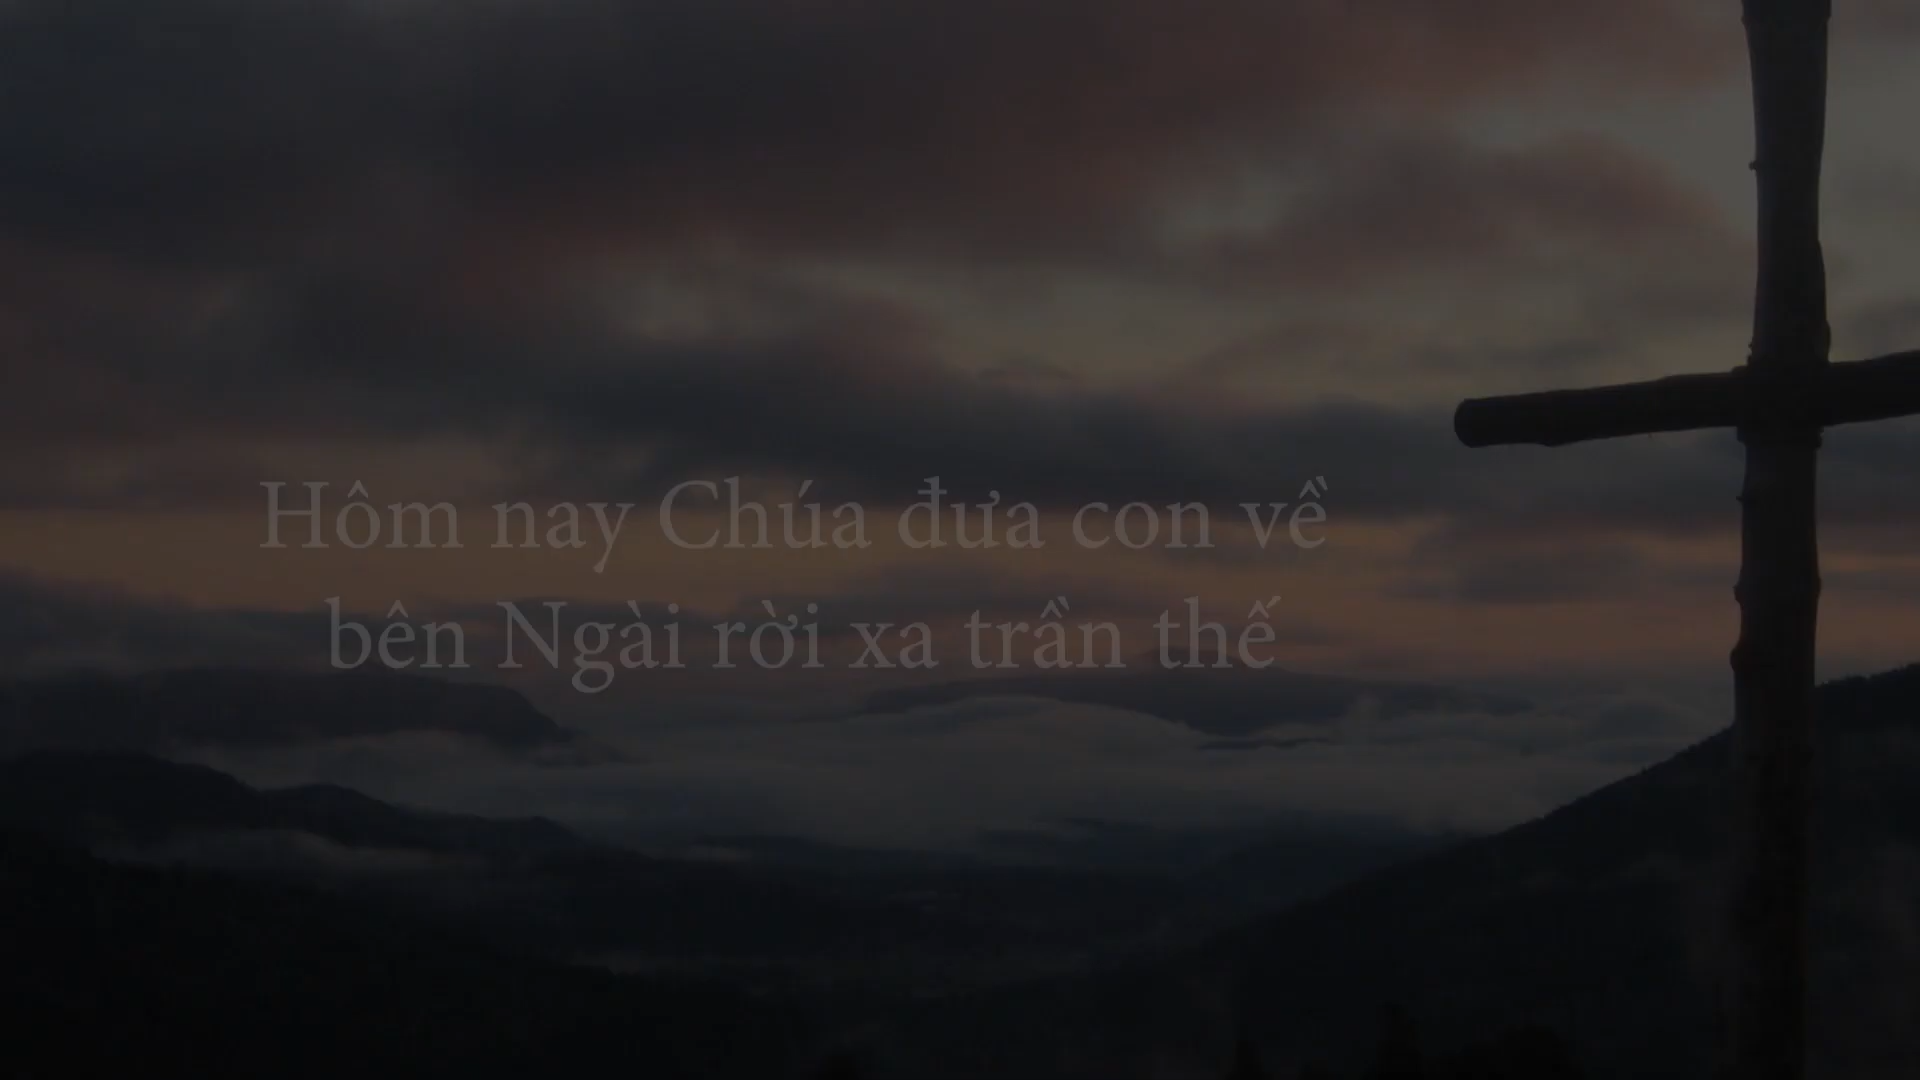 Hôm nay Chúa đưa con về
bên Ngài rời xa trần thế